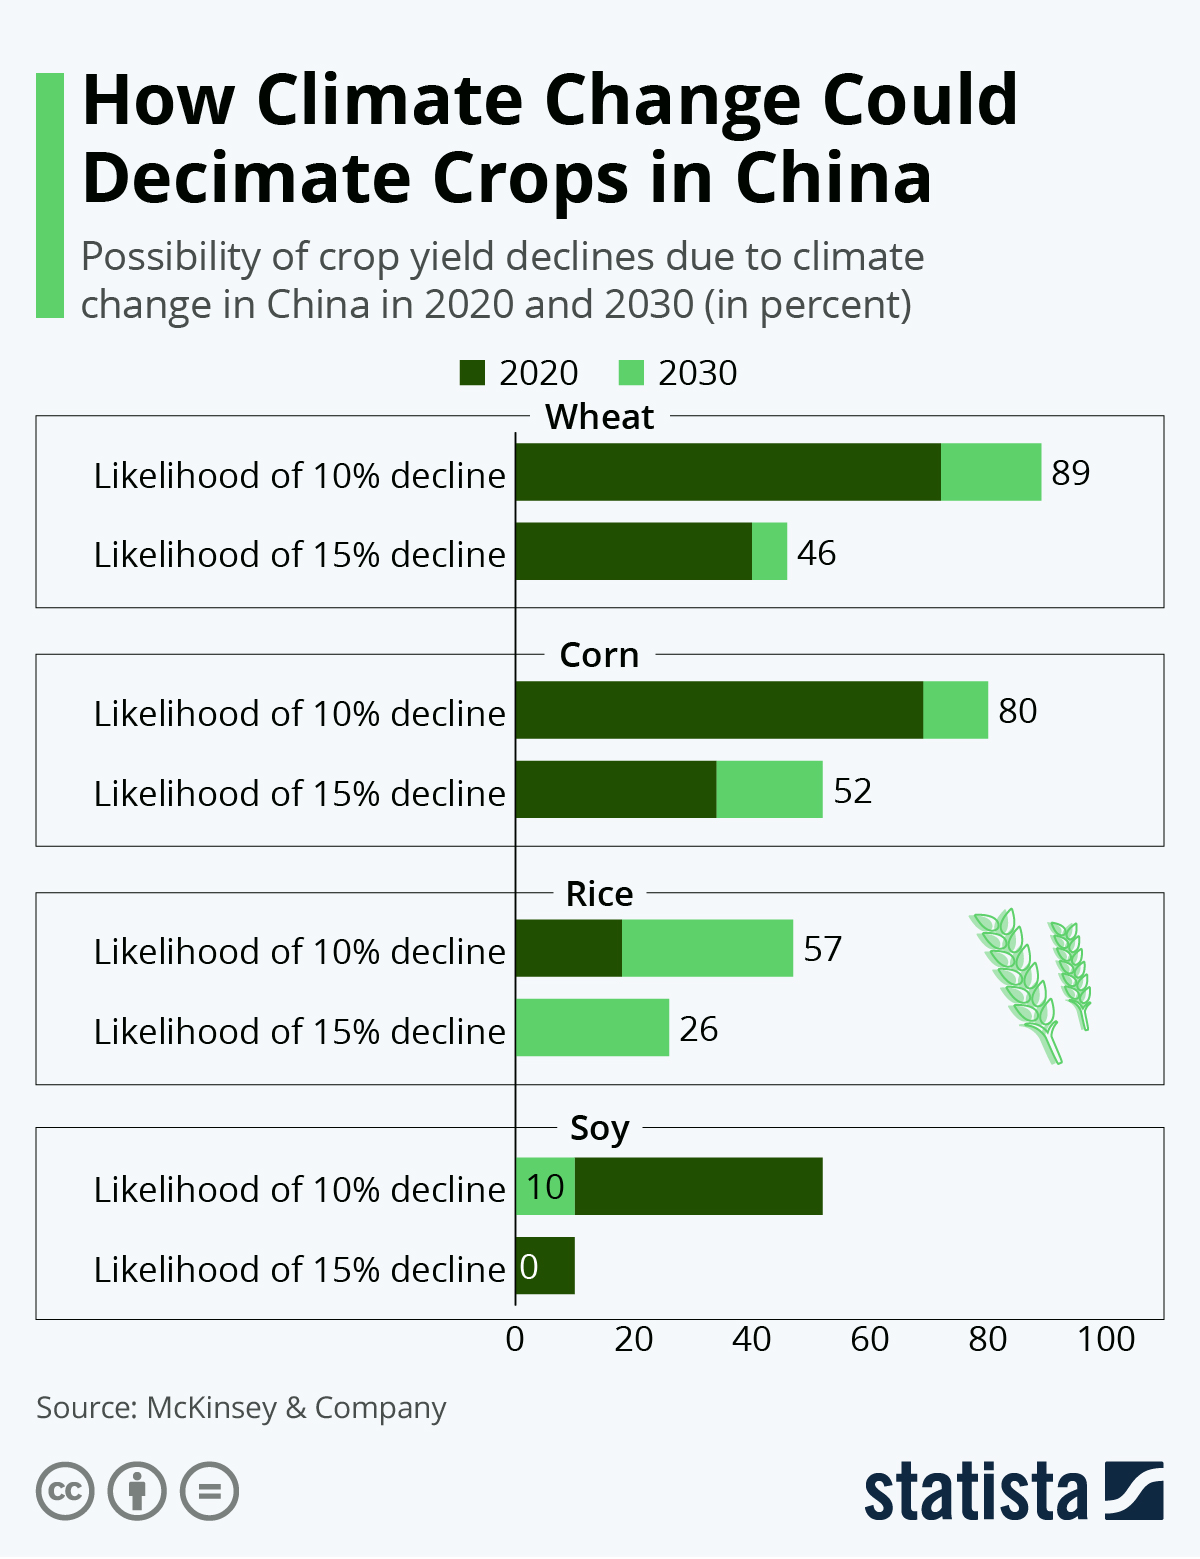 How Climate Change Could
Decimate Crops in China
Possibility of crop yield declines due to climate
change in China in 2020 and 2030 (in percent)
2020 2030
Wheat
Likelihood of 10% decline 89
Likelihood of 15% decline 46
Corn
Likelihood of 10% decline 80
Likelihood of 15% decline 52
Rice
Likelihood of 10% decline 57
Likelihood of 15% decline 26
Soy
Likelihood of 10% decline 10
Likelihood of 15% decline 0
0 20 40 60 80 100
Source: McKinsey & Company
cc = statista